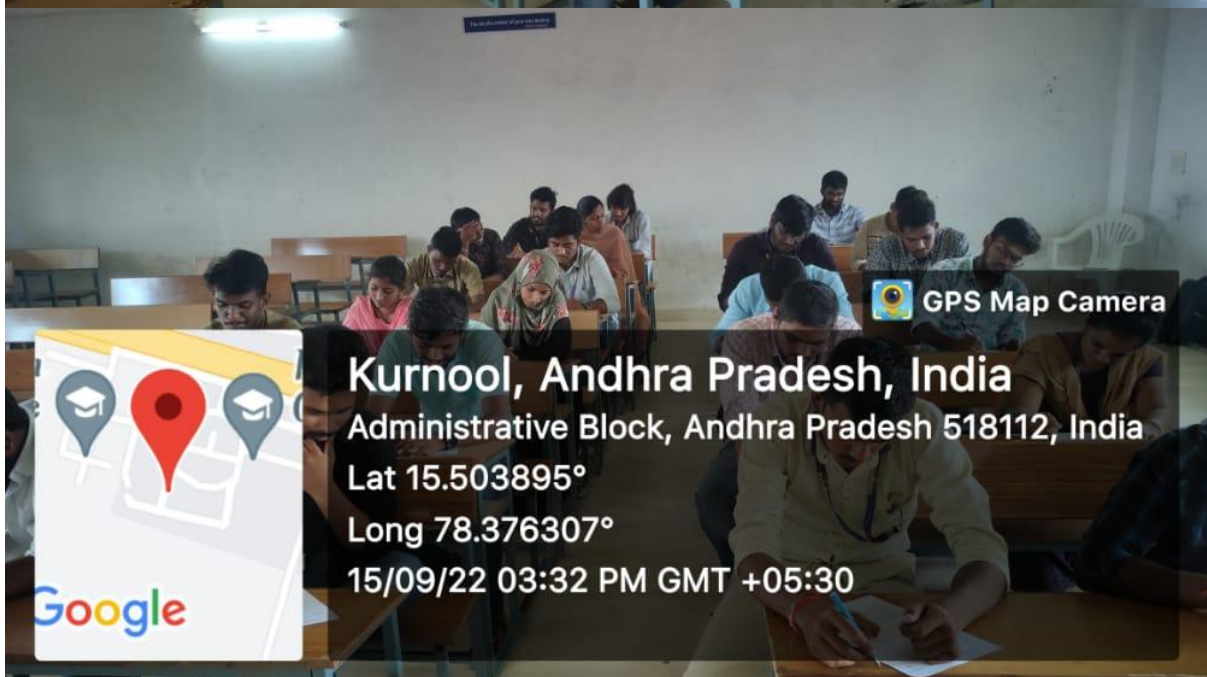 GPS Map Camera
Kurnool, Andhra Pradesh, India
Administrative Block, Andhra Pradesh 518112, India
Lat 15.503895°
Long 78.376307°
15/09/22 03:32 PM GMT +05:30
Google